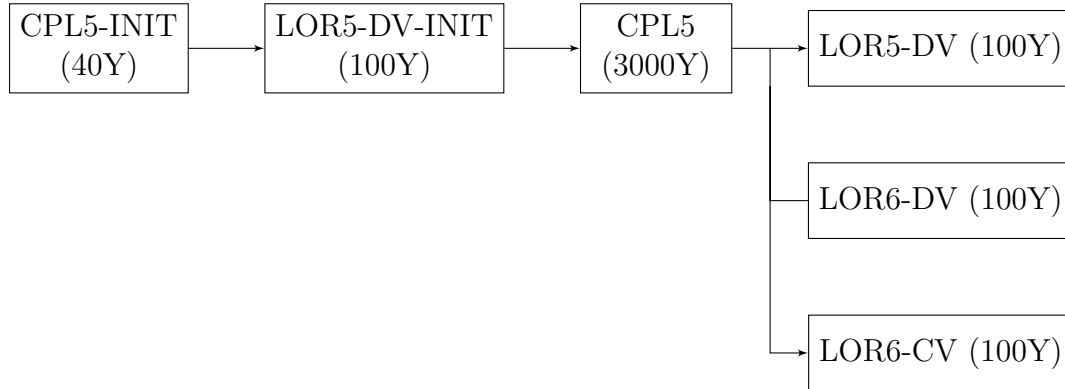 CPL5-INIT
(40Y)
LOR5-DV-INIT
(100Y)
CPL5
(3000Y)
LOR5-DV (100Y)
LOR6-DV (100Y)
LOR6-CV (100Y)